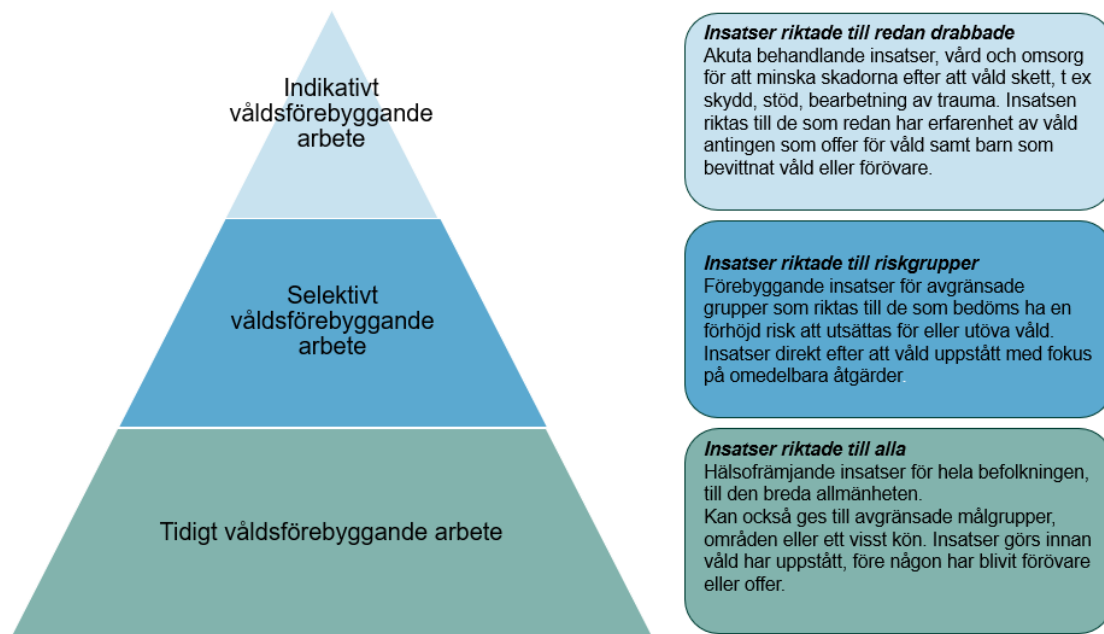 Indikativt
våldsförebyggande
arbete
Insatser riktade till redan drabbade
Akuta behandlande insatser, vård och omsorg
för att minska skadorna efter att våld skett, t ex
skydd, stöd, bearbetning av trauma. Insatsen
riktas till de som redan har erfarenhet av våld
antingen som offer för våld samt barn som
bevittnat våld eller förövare.
Selektivt
våldsförebyggande
arbete
Insatser riktade till riskgrupper
Förebyggande insatser för avgränsade
grupper som riktas till de som bedöms ha en
förhöjd risk att utsättas för eller utöva våld.
Insatser direkt efter att våld uppstått med fokus
på omedelbara åtgärder.
Tidigt våldsförebyggande arbete
Insatser riktade till alla
Hälsofrämjande insatser för hela befolkningen,
till den breda allmänheten.
Kan också ges till avgränsade målgrupper,
områden eller ett visst kön. Insatser görs innan
våld har uppstått, före någon har blivit förövare
eller offer.